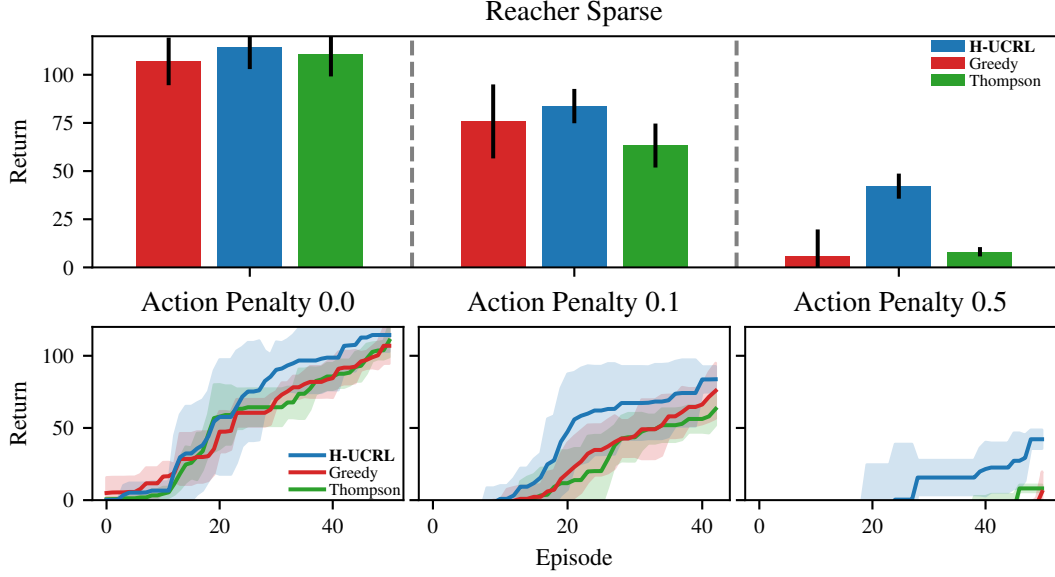 Reacher Sparse
Return
100
75
50
25
0
H-UCRL
Greedy
Thompson
Action Penalty 0.0
Action Penalty 0.1
Action Penalty 0.5
Return
100
50
0
H-UCRL
Greedy
Thompson
0 20 40
0 20 40
0 20 40
Episode